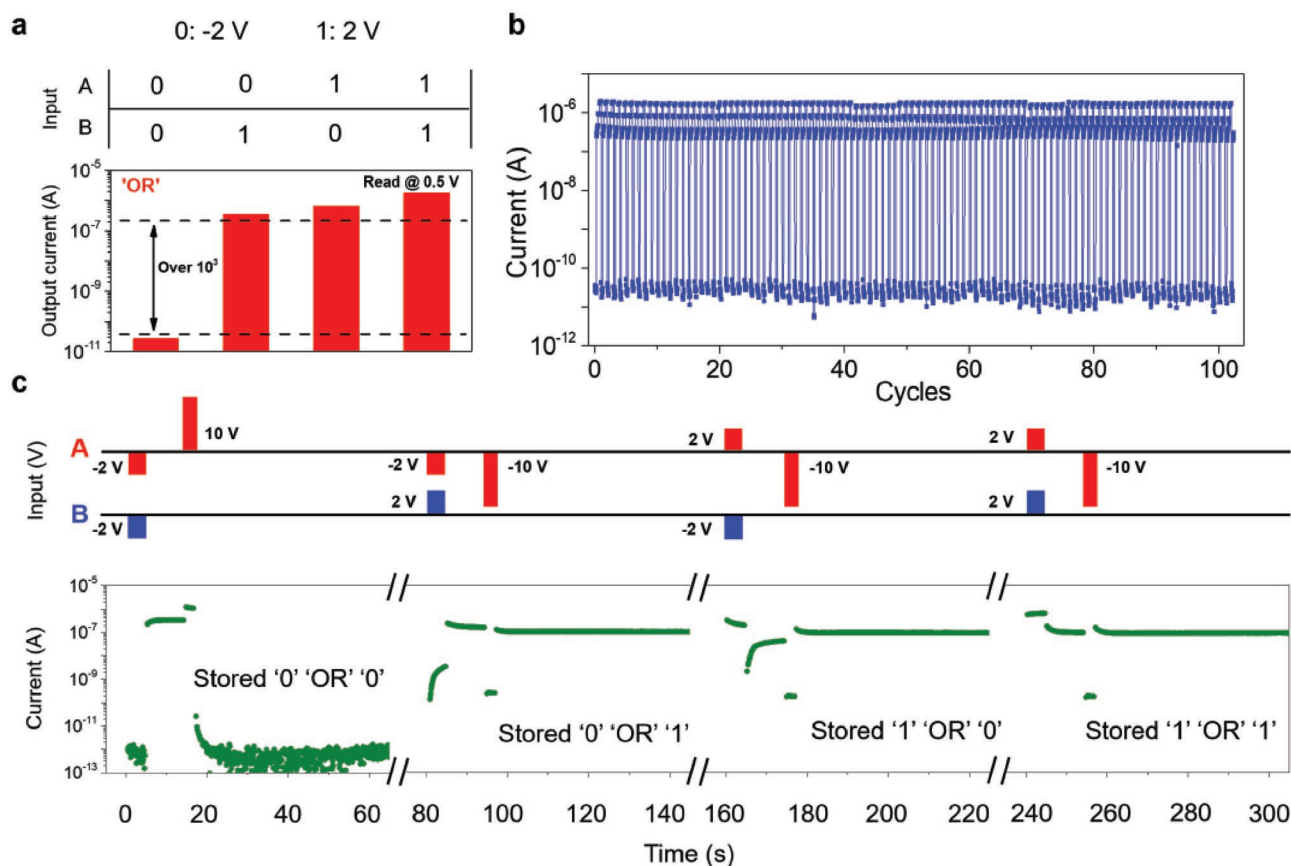 a
0: -2 V 1: 2 V
Input
A 0 0 1 1
B 0 1 0 1
'OR'
Read @ 0.5 V
Over 10³
Output current (A)
10⁻⁵
10⁻⁷
10⁻⁹
10⁻¹¹
b
Current (A)
10⁻⁶
10⁻⁸
10⁻¹⁰
10⁻¹²
0 20 40 60 80 100
Cycles
c
Input (V)
A
-2 V 10 V -2 V -10 V 2 V -10 V 2 V -10 V
B
-2 V 2 V -2 V 2 V
Current (A)
10⁻⁵
10⁻⁷
10⁻⁹
10⁻¹¹
10⁻¹³
Stored ‘0’ ‘OR’ ‘0’
Stored ‘0’ ‘OR’ ‘1’
Stored ‘1’ ‘OR’ ‘0’
Stored ‘1’ ‘OR’ ‘1’
0 20 40 60 80 100 120 140 160 180 200 220 240 260 280 300
Time (s)